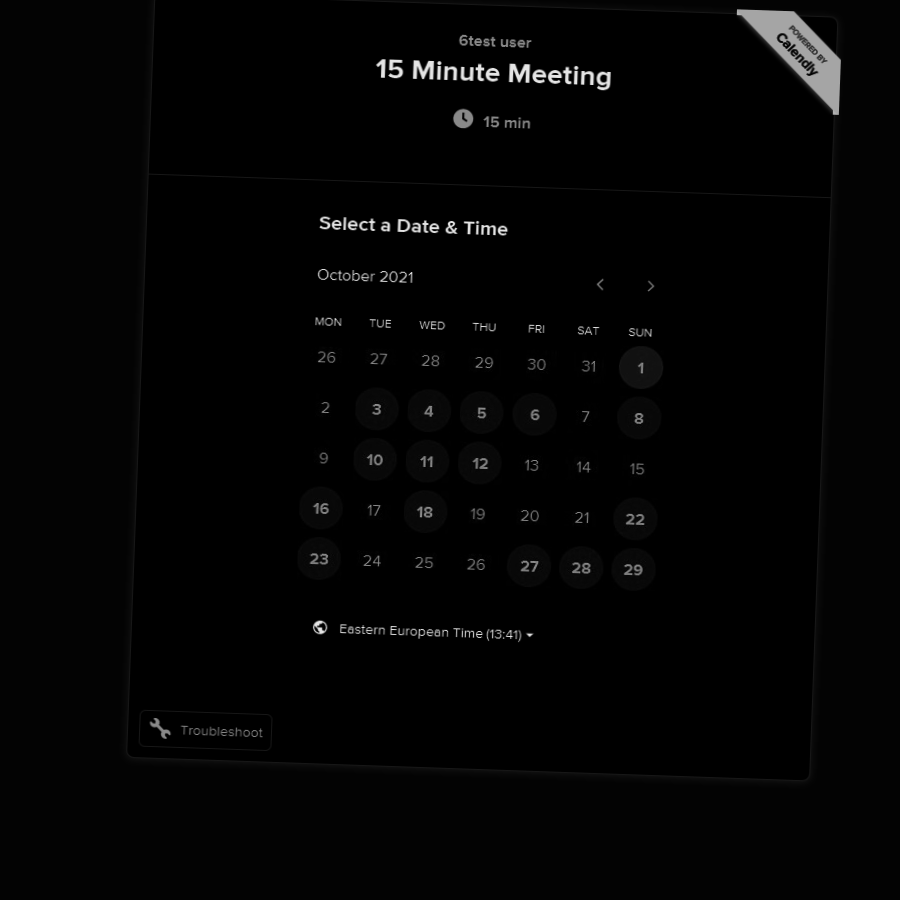 6test user
15 Minute Meeting
15 min
POWERED BY
Calendly
Select a Date & Time
October 2021
MON TUE WED THU FRI SAT SUN
26 27 28 29 30 31 1
2 3 4 5 6 7 8
9 10 11 12 13 14 15
16 17 18 19 20 21 22
23 24 25 26 27 28 29
Eastern European Time (13:41)
Troubleshoot